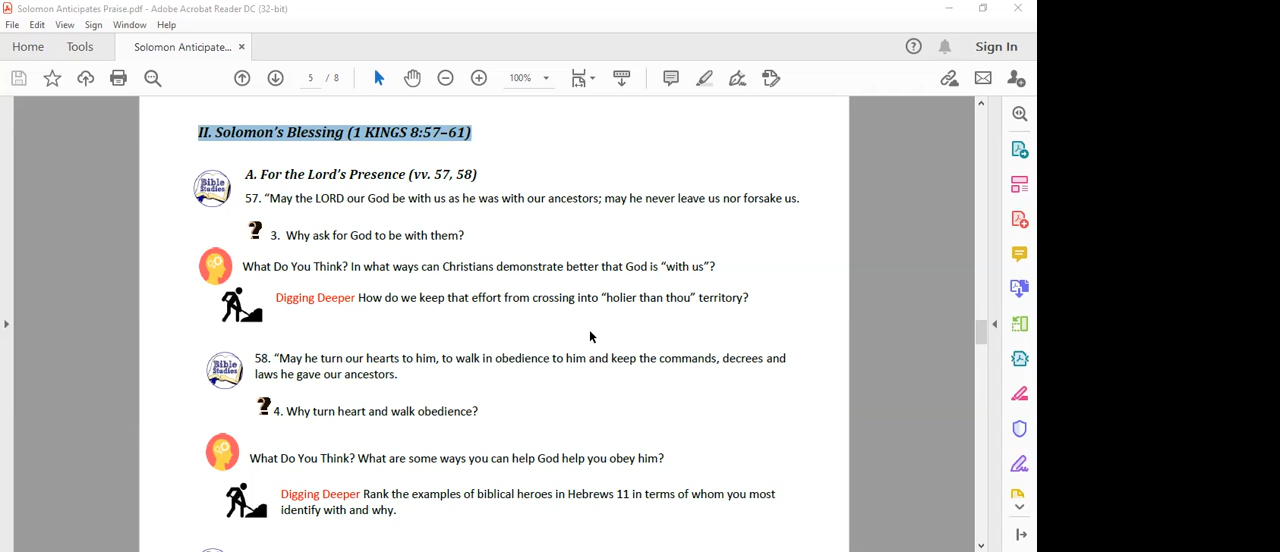 Solomon Anticipates Praise.pdf - Adobe Acrobat Reader DC (32-bit)
File Edit View Sign Window Help
Home Tools Solomon Anticipate... × Sign In
5 / 8 100%
II. Solomon's Blessing (1 KINGS 8:57–61)
A. For the Lord's Presence (vv. 57, 58)
Bible Studies
57. “May the LORD our God be with us as he was with our ancestors; may he never leave us nor forsake us.
? 3. Why ask for God to be with them?
What Do You Think? In what ways can Christians demonstrate better that God is “with us”?
Digging Deeper How do we keep that effort from crossing into “holier than thou” territory?
Bible Studies
58. “May he turn our hearts to him, to walk in obedience to him and keep the commands, decrees and
laws he gave our ancestors.
? 4. Why turn heart and walk obedience?
What Do You Think? What are some ways you can help God help you obey him?
Digging Deeper Rank the examples of biblical heroes in Hebrews 11 in terms of whom you most
identify with and why.